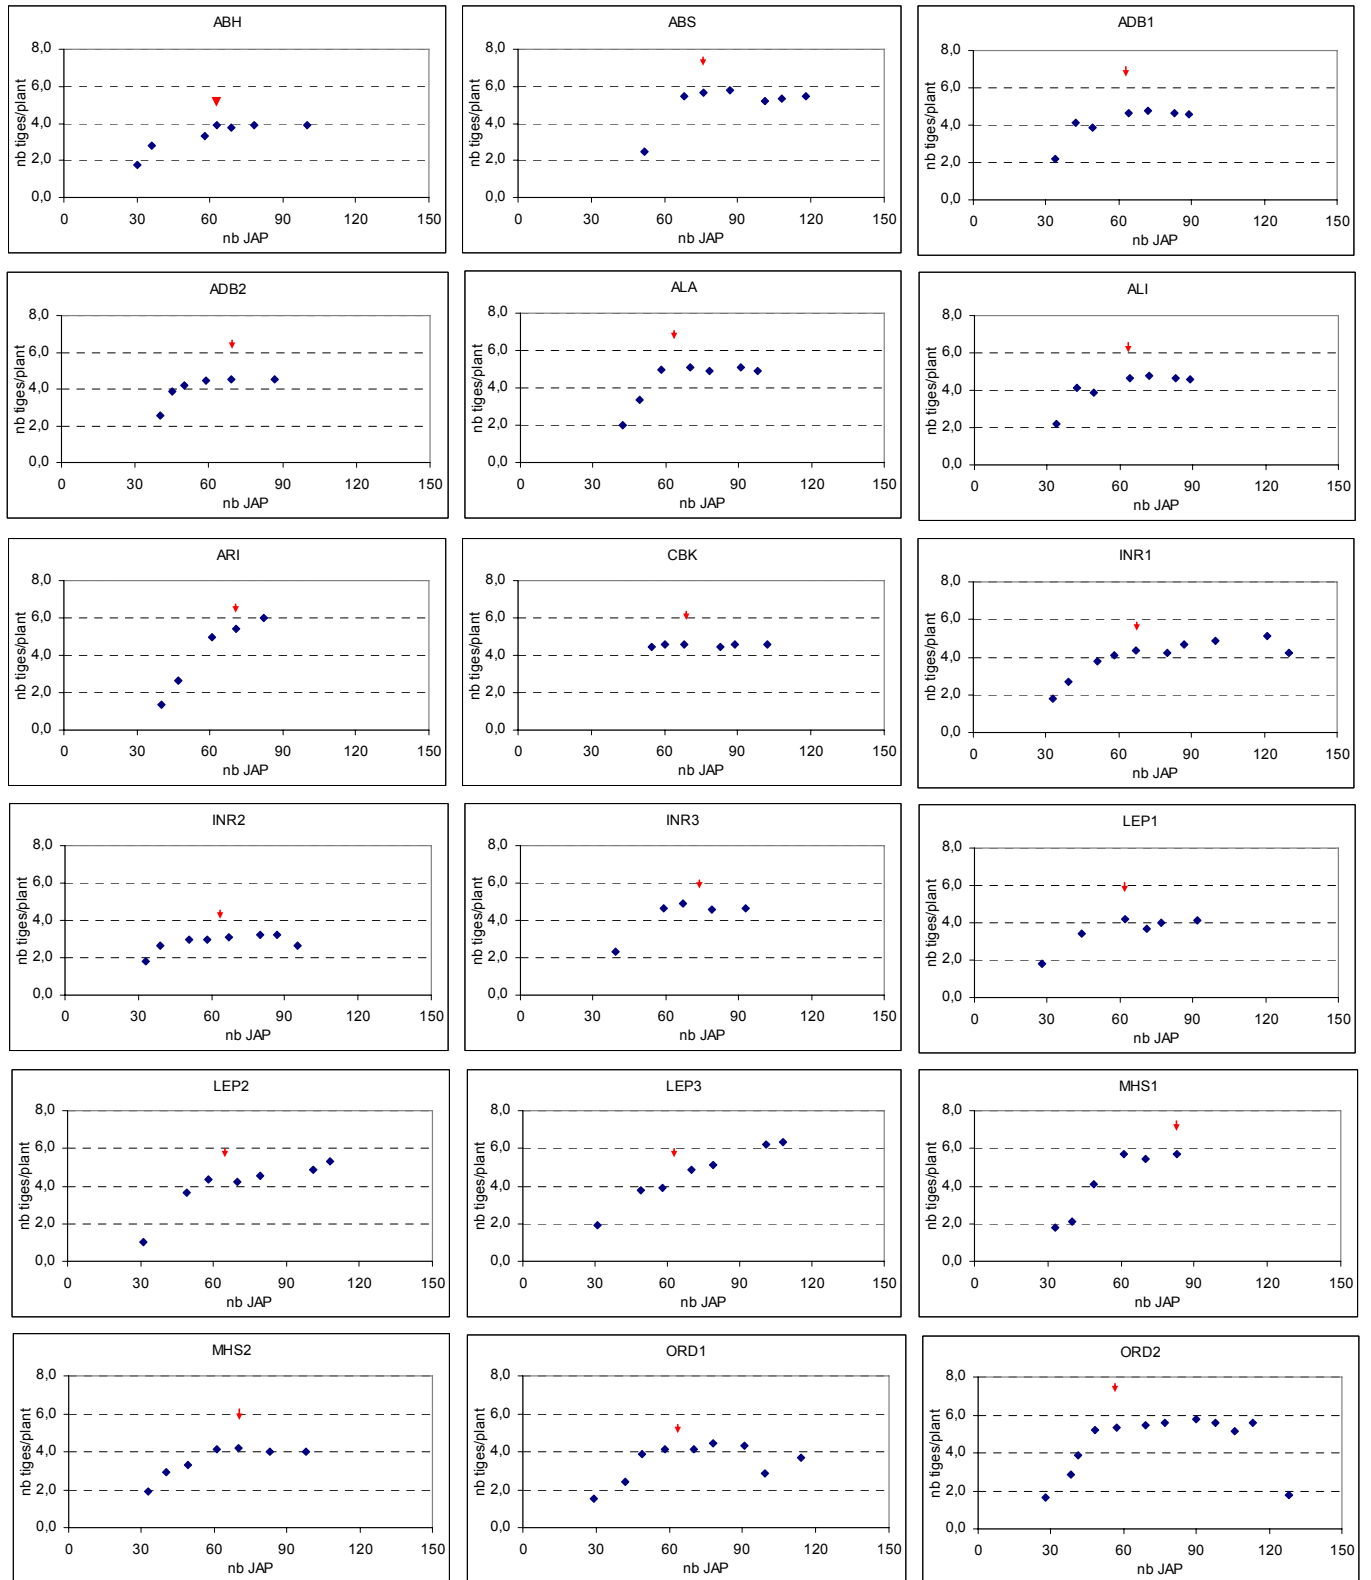 ABH
nb tiges/plant
8,0
6,0
4,0
2,0
0,0
0 30 60 90 120 150
nb JAP
ABS
nb tiges/plant
8,0
6,0
4,0
2,0
0,0
0 30 60 90 120 150
nb JAP
ADB1
nb tiges/plant
8,0
6,0
4,0
2,0
0,0
0 30 60 90 120 150
nb JAP
ADB2
nb tiges/plant
8,0
6,0
4,0
2,0
0,0
0 30 60 90 120 150
nb JAP
ALA
nb tiges/plant
8,0
6,0
4,0
2,0
0,0
0 30 60 90 120 150
nb JAP
ALI
nb tiges/plant
8,0
6,0
4,0
2,0
0,0
0 30 60 90 120 150
nb JAP
ARI
nb tiges/plant
8,0
6,0
4,0
2,0
0,0
0 30 60 90 120 150
nb JAP
CBK
nb tiges/plant
8,0
6,0
4,0
2,0
0,0
0 30 60 90 120 150
nb JAP
INR1
nb tiges/plant
8,0
6,0
4,0
2,0
0,0
0 30 60 90 120 150
nb JAP
INR2
nb tiges/plant
8,0
6,0
4,0
2,0
0,0
0 30 60 90 120 150
nb JAP
INR3
nb tiges/plant
8,0
6,0
4,0
2,0
0,0
0 30 60 90 120 150
nb JAP
LEP1
nb tiges/plant
8,0
6,0
4,0
2,0
0,0
0 30 60 90 120 150
nb JAP
LEP2
nb tiges/plant
8,0
6,0
4,0
2,0
0,0
0 30 60 90 120 150
nb JAP
LEP3
nb tiges/plant
8,0
6,0
4,0
2,0
0,0
0 30 60 90 120 150
nb JAP
MHS1
nb tiges/plant
8,0
6,0
4,0
2,0
0,0
0 30 60 90 120 150
nb JAP
MHS2
nb tiges/plant
8,0
6,0
4,0
2,0
0,0
0 30 60 90 120 150
nb JAP
ORD1
nb tiges/plant
8,0
6,0
4,0
2,0
0,0
0 30 60 90 120 150
nb JAP
ORD2
nb tiges/plant
8,0
6,0
4,0
2,0
0,0
0 30 60 90 120 150
nb JAP